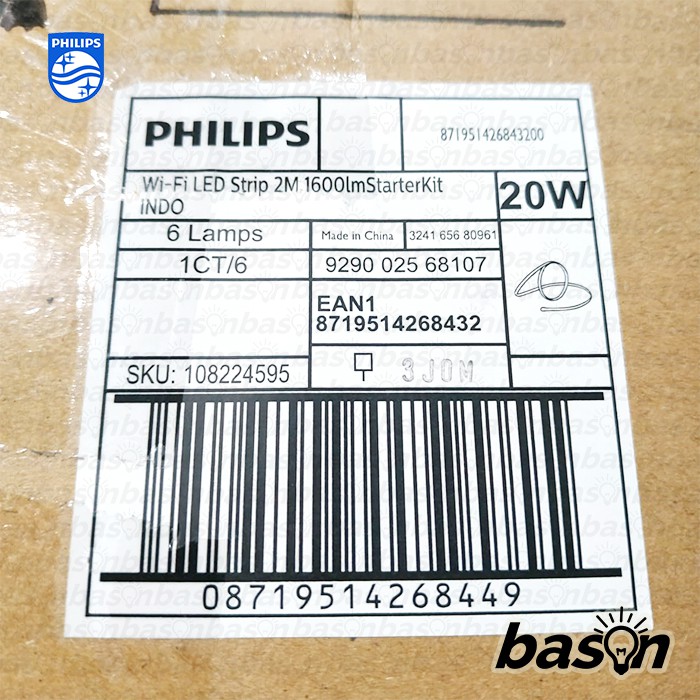 PHILIPS
PHILIPS
871951426843200
Wi-Fi LED Strip 2M 1600lmStarterKit
INDO
20W
6 Lamps
Made in China
3241 656 80961
1CT/6
9290 025 68107
EAN1
8719514268432
SKU: 108224595
3J0M
08719514268449
bason